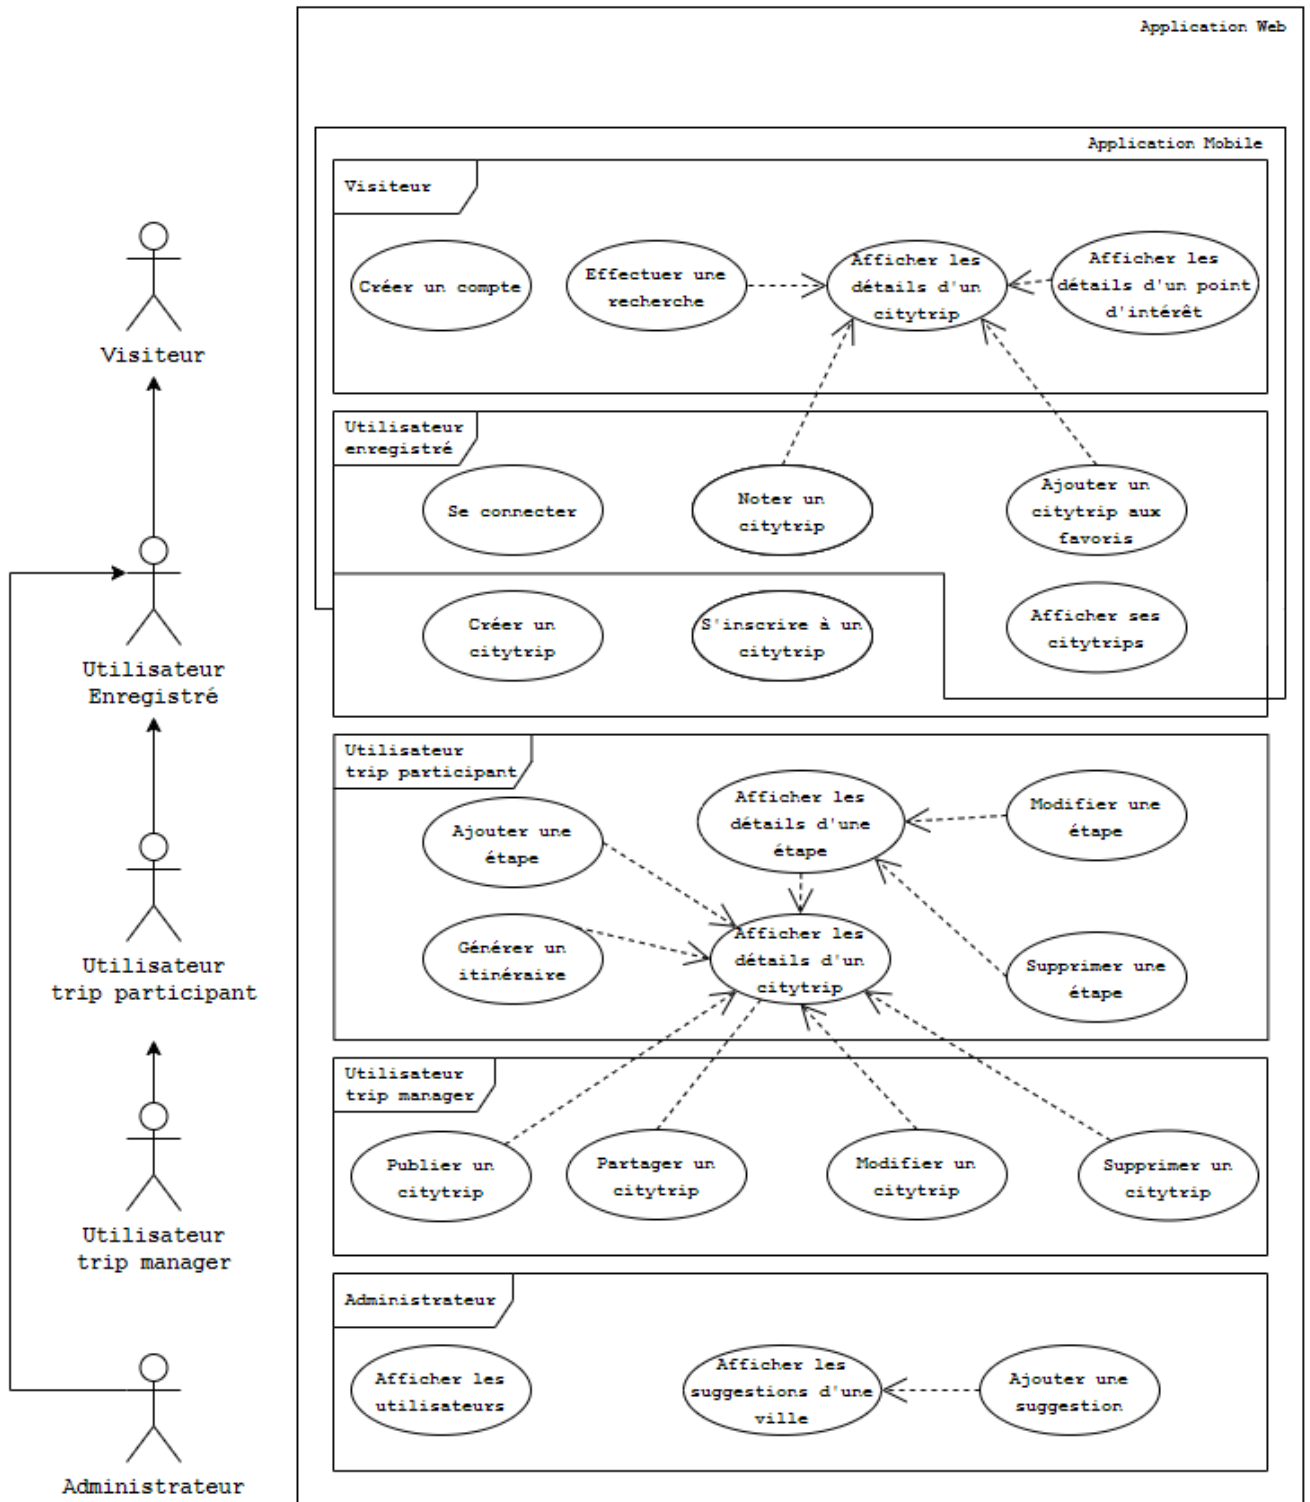 Application Web
Application Mobile
Visiteur
Créer un compte
Effectuer une
recherche
Afficher les
détails d'un
citytrip
Afficher les
détails d'un point
d'intérêt
Visiteur
Utilisateur
enregistré
Se connecter
Noter un
citytrip
Ajouter un
citytrip aux
favoris
Créer un
citytrip
S'inscrire à un
citytrip
Afficher ses
citytrips
Utilisateur
Enregistré
Utilisateur
trip participant
Ajouter une
étape
Afficher les
détails d'une
étape
Modifier une
étape
Générer un
itinéraire
Afficher les
détails d'un
citytrip
Supprimer une
étape
Utilisateur
trip participant
Utilisateur
trip manager
Publier un
citytrip
Partager un
citytrip
Modifier un
citytrip
Supprimer un
citytrip
Utilisateur
trip manager
Administrateur
Afficher les
utilisateurs
Afficher les
suggestions d'une
ville
Ajouter une
suggestion
Administrateur